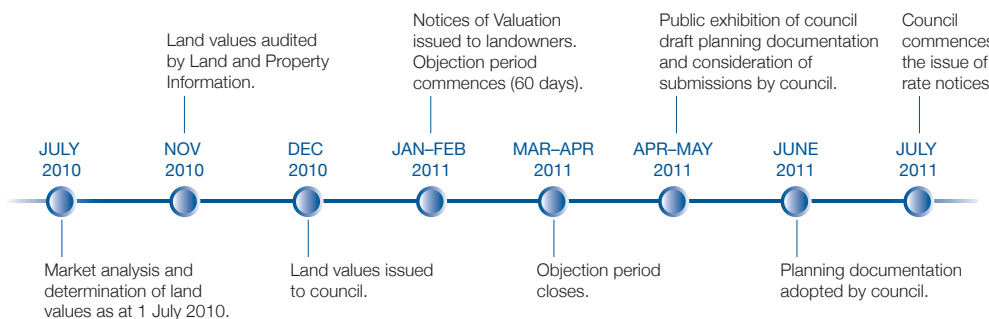 Land values audited
by Land and Property
Information.
Notices of Valuation
issued to landowners.
Objection period
commences (60 days).
Public exhibition of council
draft planning documentation
and consideration of
submissions by council.
Council
commences
the issue of
rate notices
JULY
2010
NOV
2010
DEC
2010
JAN–FEB
2011
MAR–APR
2011
APR–MAY
2011
JUNE
2011
JULY
2011
Market analysis and
determination of land
values as at 1 July 2010.
Land values issued
to council.
Objection period
closes.
Planning documentation
adopted by council.